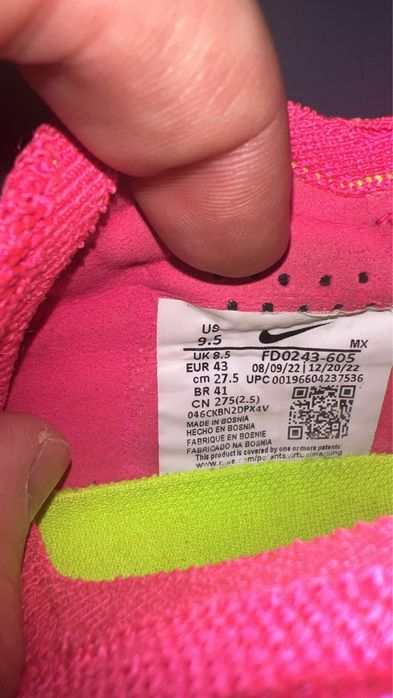 US
9.5
MX
UK 8.5 FD0243-605
EUR 43 08/09/22 | 12/20/22
cm 27.5 UPC 00196604237536
BR 41
CN 275(2.5)
046CKBN2DPX4V
MADE IN BOSNIA
HECHO EN BOSNIA
FABRIQUE EN BOSNIE
FABRICADO NA BOSNIA
This product is covered by one or more patents: